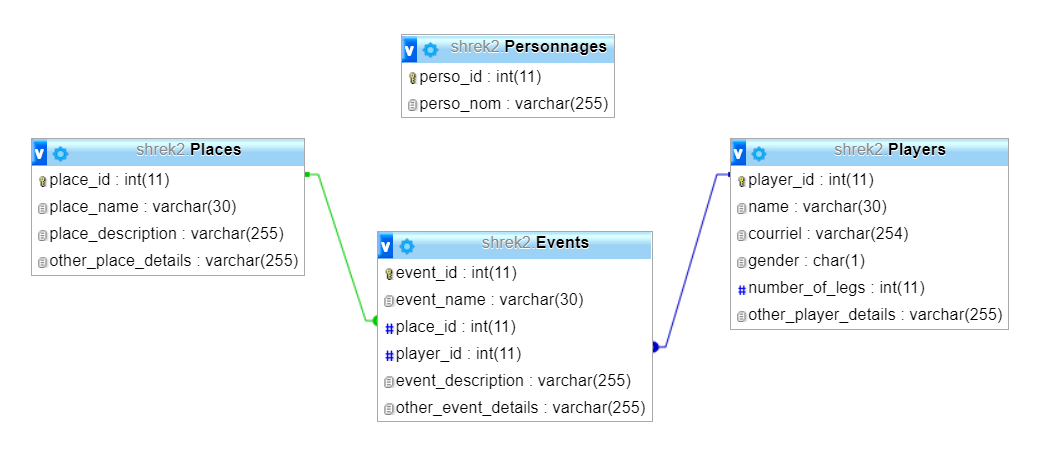 v shrek2 Personnages
perso_id : int(11)
perso_nom : varchar(255)
v shrek2 Places
place_id : int(11)
place_name : varchar(30)
place_description : varchar(255)
other_place_details : varchar(255)
v shrek2 Events
event_id : int(11)
event_name : varchar(30)
# place_id : int(11)
# player_id : int(11)
event_description : varchar(255)
other_event_details : varchar(255)
v shrek2 Players
player_id : int(11)
name : varchar(30)
courriel : varchar(254)
gender : char(1)
# number_of_legs : int(11)
other_player_details : varchar(255)